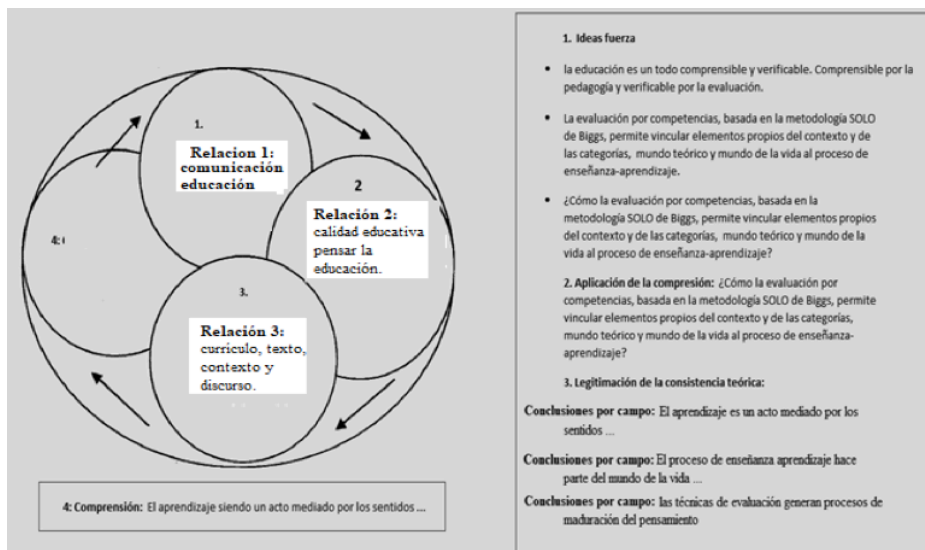 1.
Relacion 1:
comunicación
educación
2
Relación 2:
calidad educativa
pensar la
educación.
3.
Relación 3:
currículo, texto,
contexto y
discurso.
4:
4: Comprensión: El aprendizaje siendo un acto mediado por los sentidos ...
1. Ideas fuerza
• la educación es un todo comprensible y verificable. Comprensible por la
pedagogía y verificable por la evaluación.
• La evaluación por competencias, basada en la metodología SOLO
de Biggs, permite vincular elementos propios del contexto y de
las categorías, mundo teórico y mundo de la vida al proceso de
enseñanza-aprendizaje.
• ¿Cómo la evaluación por competencias, basada en la
metodología SOLO de Biggs, permite vincular elementos propios
del contexto y de las categorías, mundo teórico y mundo de la
vida al proceso de enseñanza-aprendizaje?
2. Aplicación de la compresión: ¿Cómo la evaluación por
competencias, basada en la metodología SOLO de Biggs, permite
vincular elementos propios del contexto y de las categorías,
mundo teórico y mundo de la vida al proceso de enseñanza-
aprendizaje?
3. Legitimación de la consistencia teórica:
Conclusiones por campo: El aprendizaje es un acto mediado por los
sentidos ...
Conclusiones por campo: El proceso de enseñanza aprendizaje hace
parte del mundo de la vida ...
Conclusiones por campo: las técnicas de evaluación generan procesos de
maduración del pensamiento